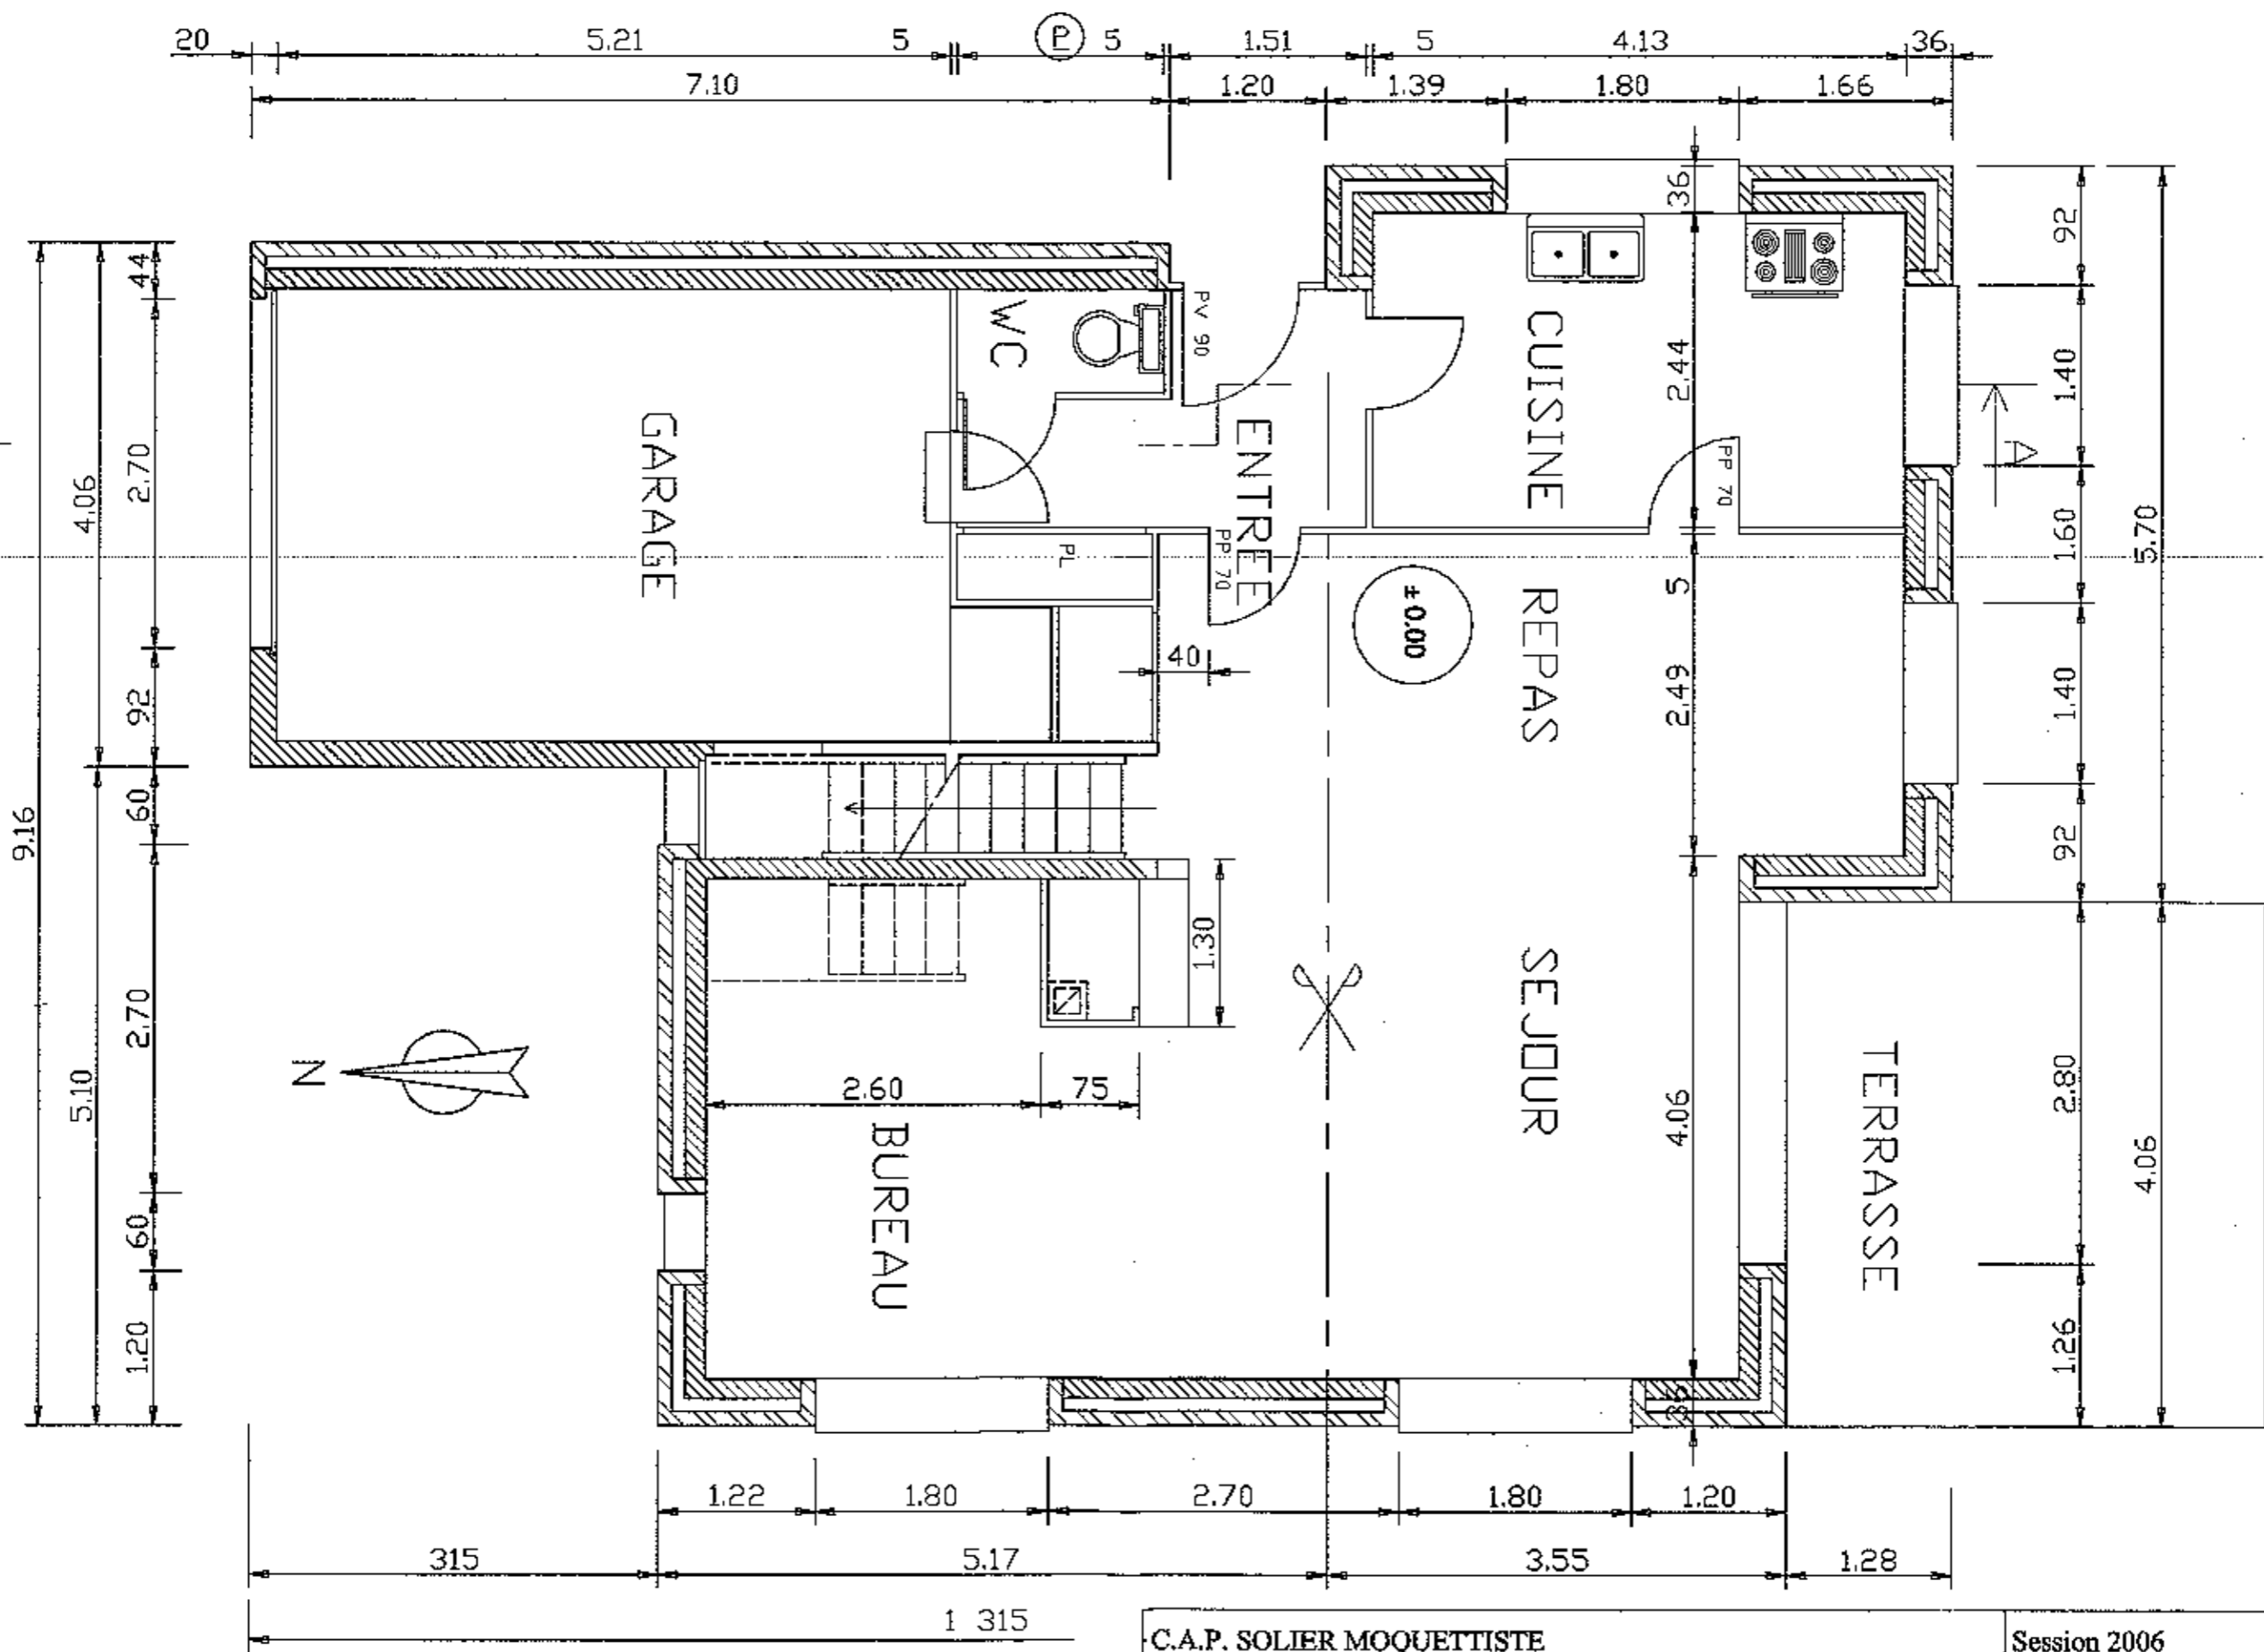 20 5.21 5 P 5 1.51 5 4.13 36
7.10 1.20 1.39 1.80 1.66
36
92
44
PV 90
WC
CUISINE
2.44
1.40
A
2.70
4.06
GARAGE
ENTREE
PP 70
PL
PP 70
1.60
5.70
5
± 0.00
REPAS
40
2.49
1.40
92
60
9.16
92
1.30
SEJOUR
2.70
N
2.60
75
TERRASSE
2.80
5.10
4.06
4.06
BUREAU
60
1.20
1.26
35
1.22 1.80 2.70 1.80 1.20
315 5.17 3.55 1.28
1 315
C.A.P. SOLIER MOQUETTISTE
Session 2006